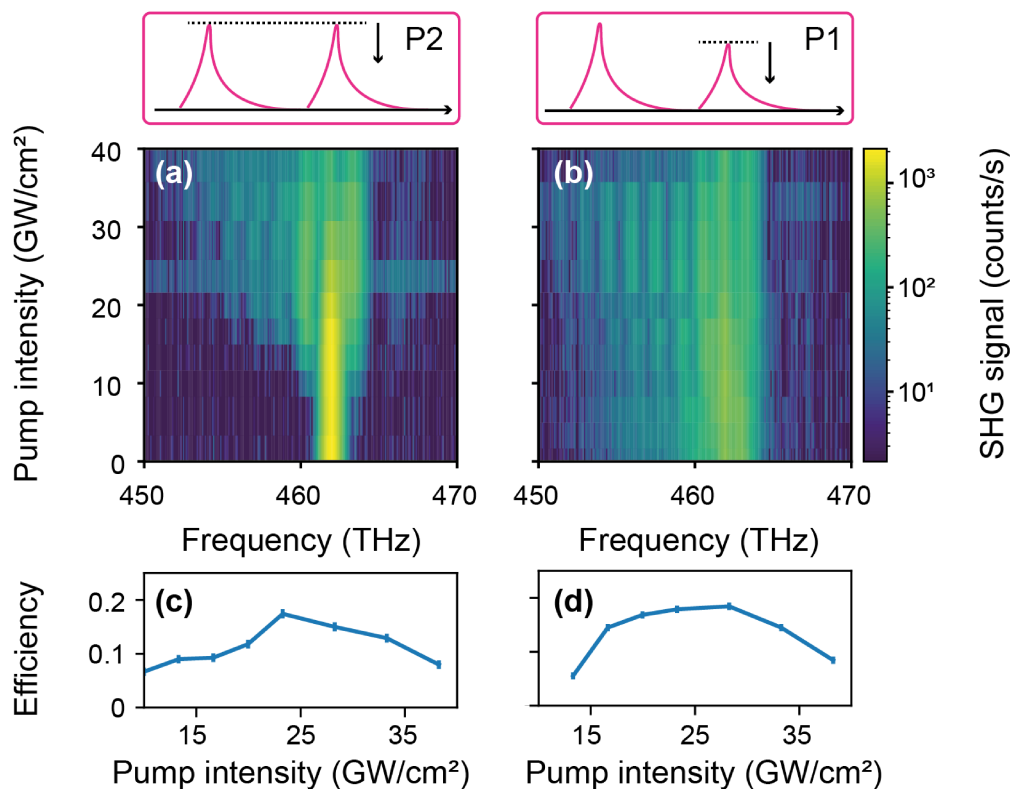 P2
P1
Pump intensity (GW/cm²)
40
30
20
10
0
(a)
(b)
450
460
470
450
460
470
Frequency (THz)
Frequency (THz)
10³
10²
10¹
SHG signal (counts/s)
Efficiency
0.2
0.1
0
(c)
(d)
15
25
35
15
25
35
Pump intensity (GW/cm²)
Pump intensity (GW/cm²)